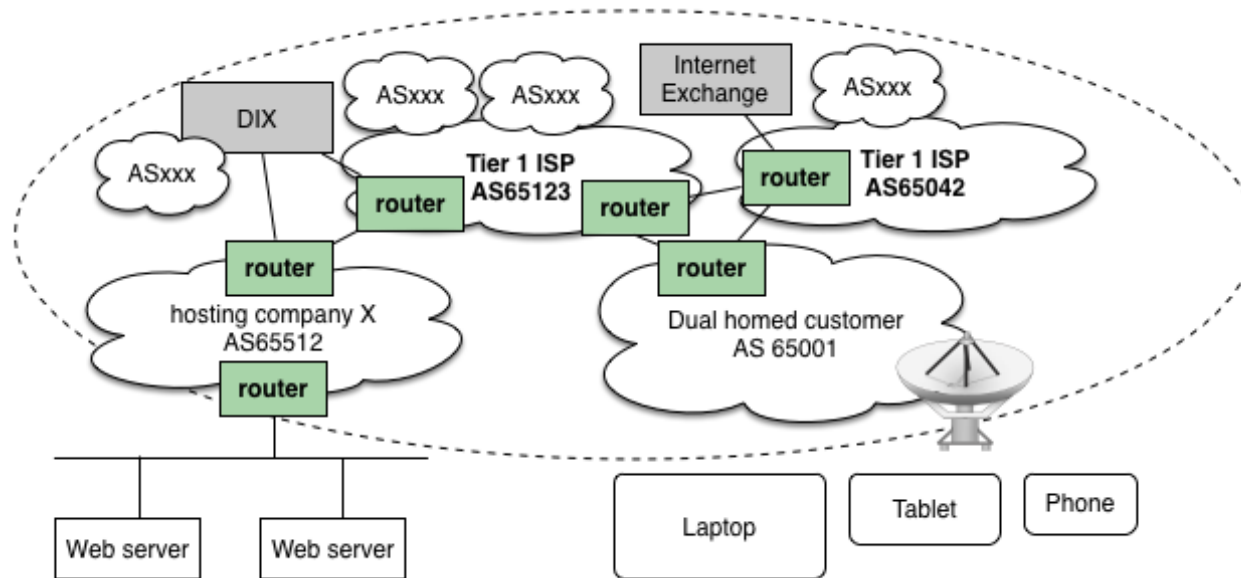 Internet
Exchange
ASxxx
ASxxx
ASxxx
DIX
ASxxx
Tier 1 ISP
AS65123
Tier 1 ISP
AS65042
router
router
router
router
router
hosting company X
AS65512
Dual homed customer
AS 65001
router
Laptop
Tablet
Phone
Web server
Web server